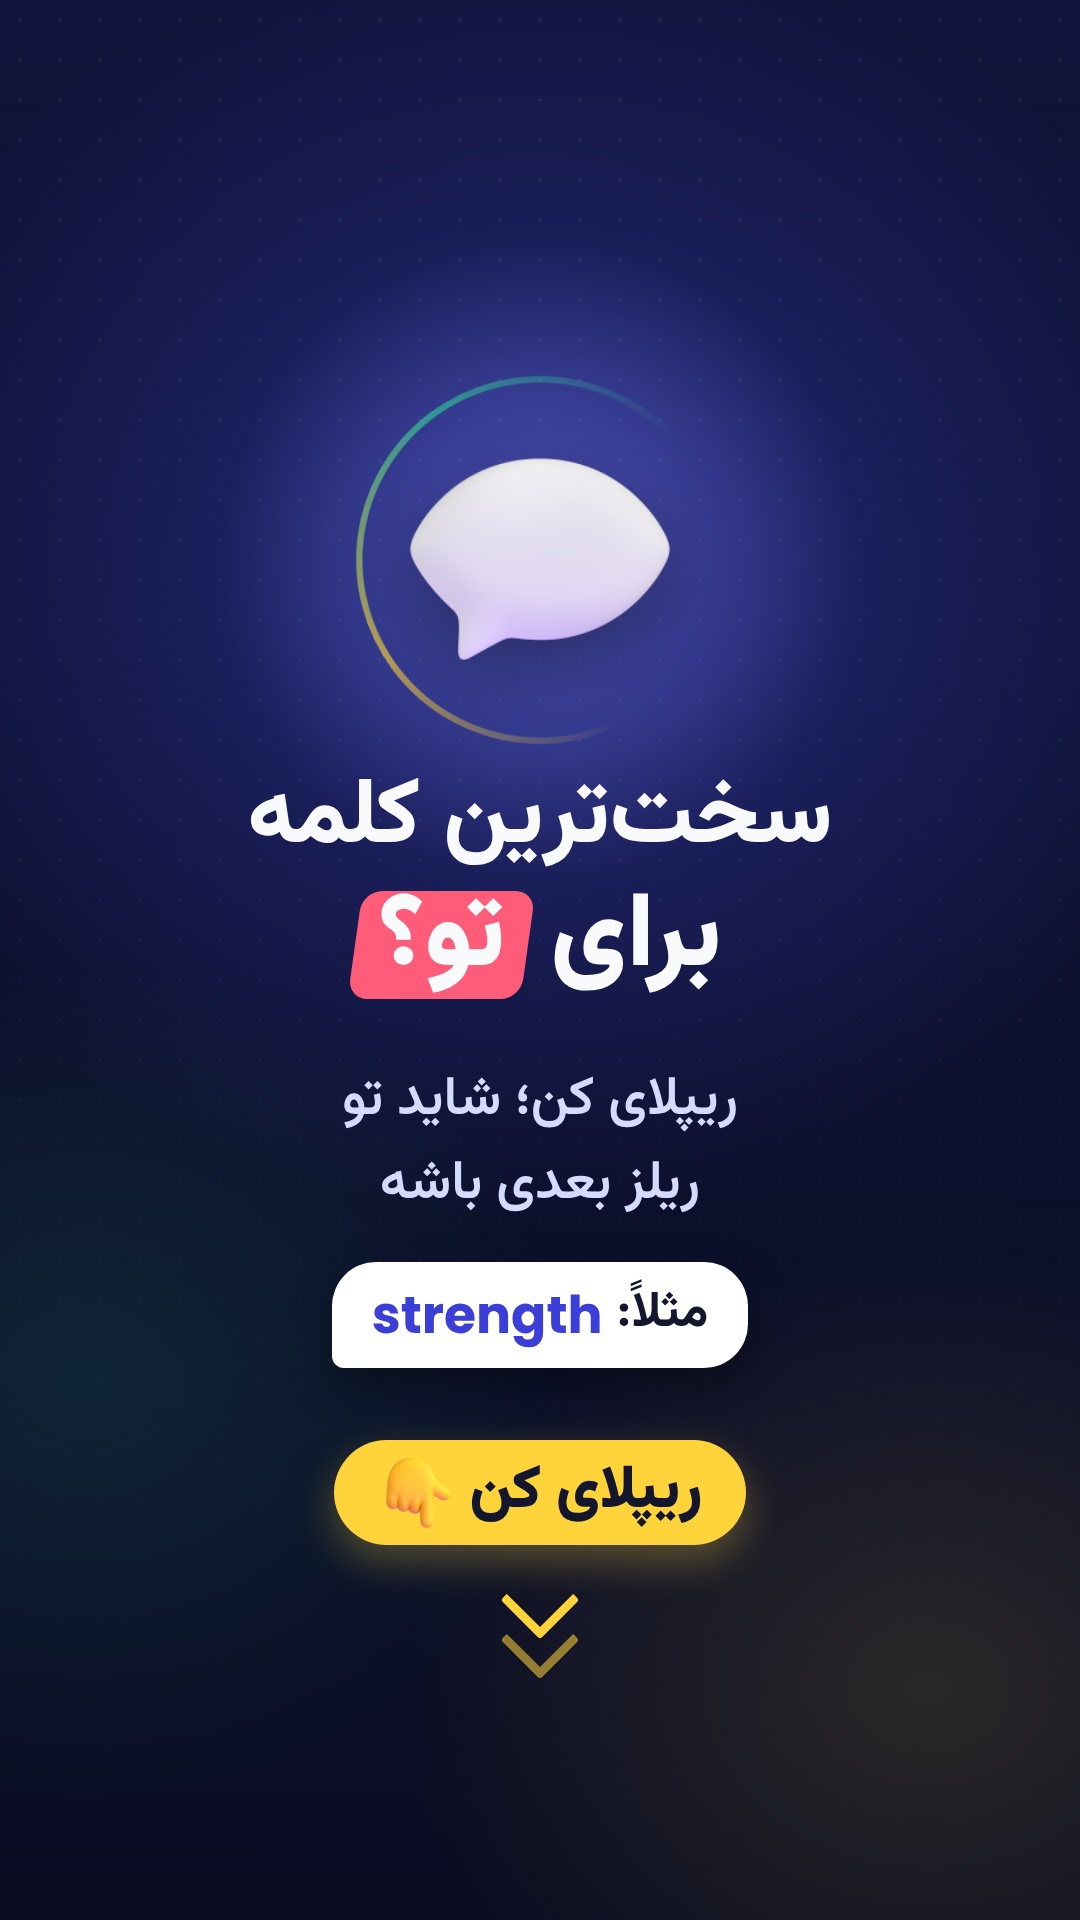 سخت‌ترین کلمه
برای تو؟
ریپلای کن؛ شاید تو
ریلز بعدی باشه
مثلاً: strength
ریپلای کن 👇